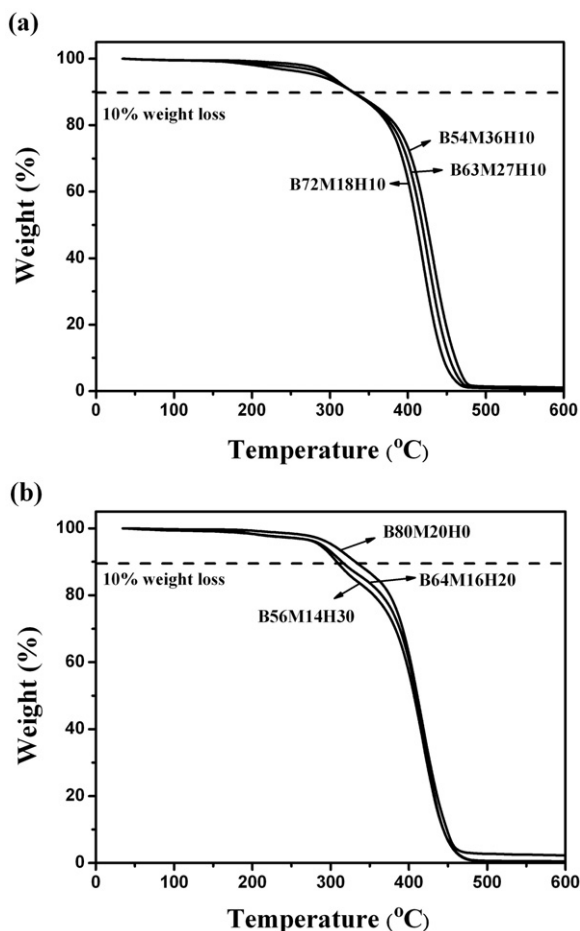 (a)
100
80
60
40
20
0
Weight (%)
10% weight loss
B54M36H10
B63M27H10
B72M18H10
0 100 200 300 400 500 600
Temperature (°C)
(b)
100
80
60
40
20
0
Weight (%)
B80M20H0
10% weight loss
B64M16H20
B56M14H30
0 100 200 300 400 500 600
Temperature (°C)